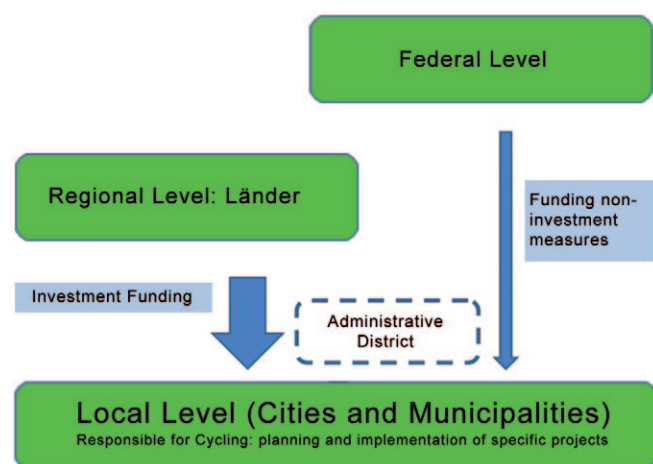 Federal Level
Regional Level: Länder
Funding non-
investment
measures
Investment Funding
Administrative
District
Local Level (Cities and Municipalities)
Responsible for Cycling: planning and implementation of specific projects